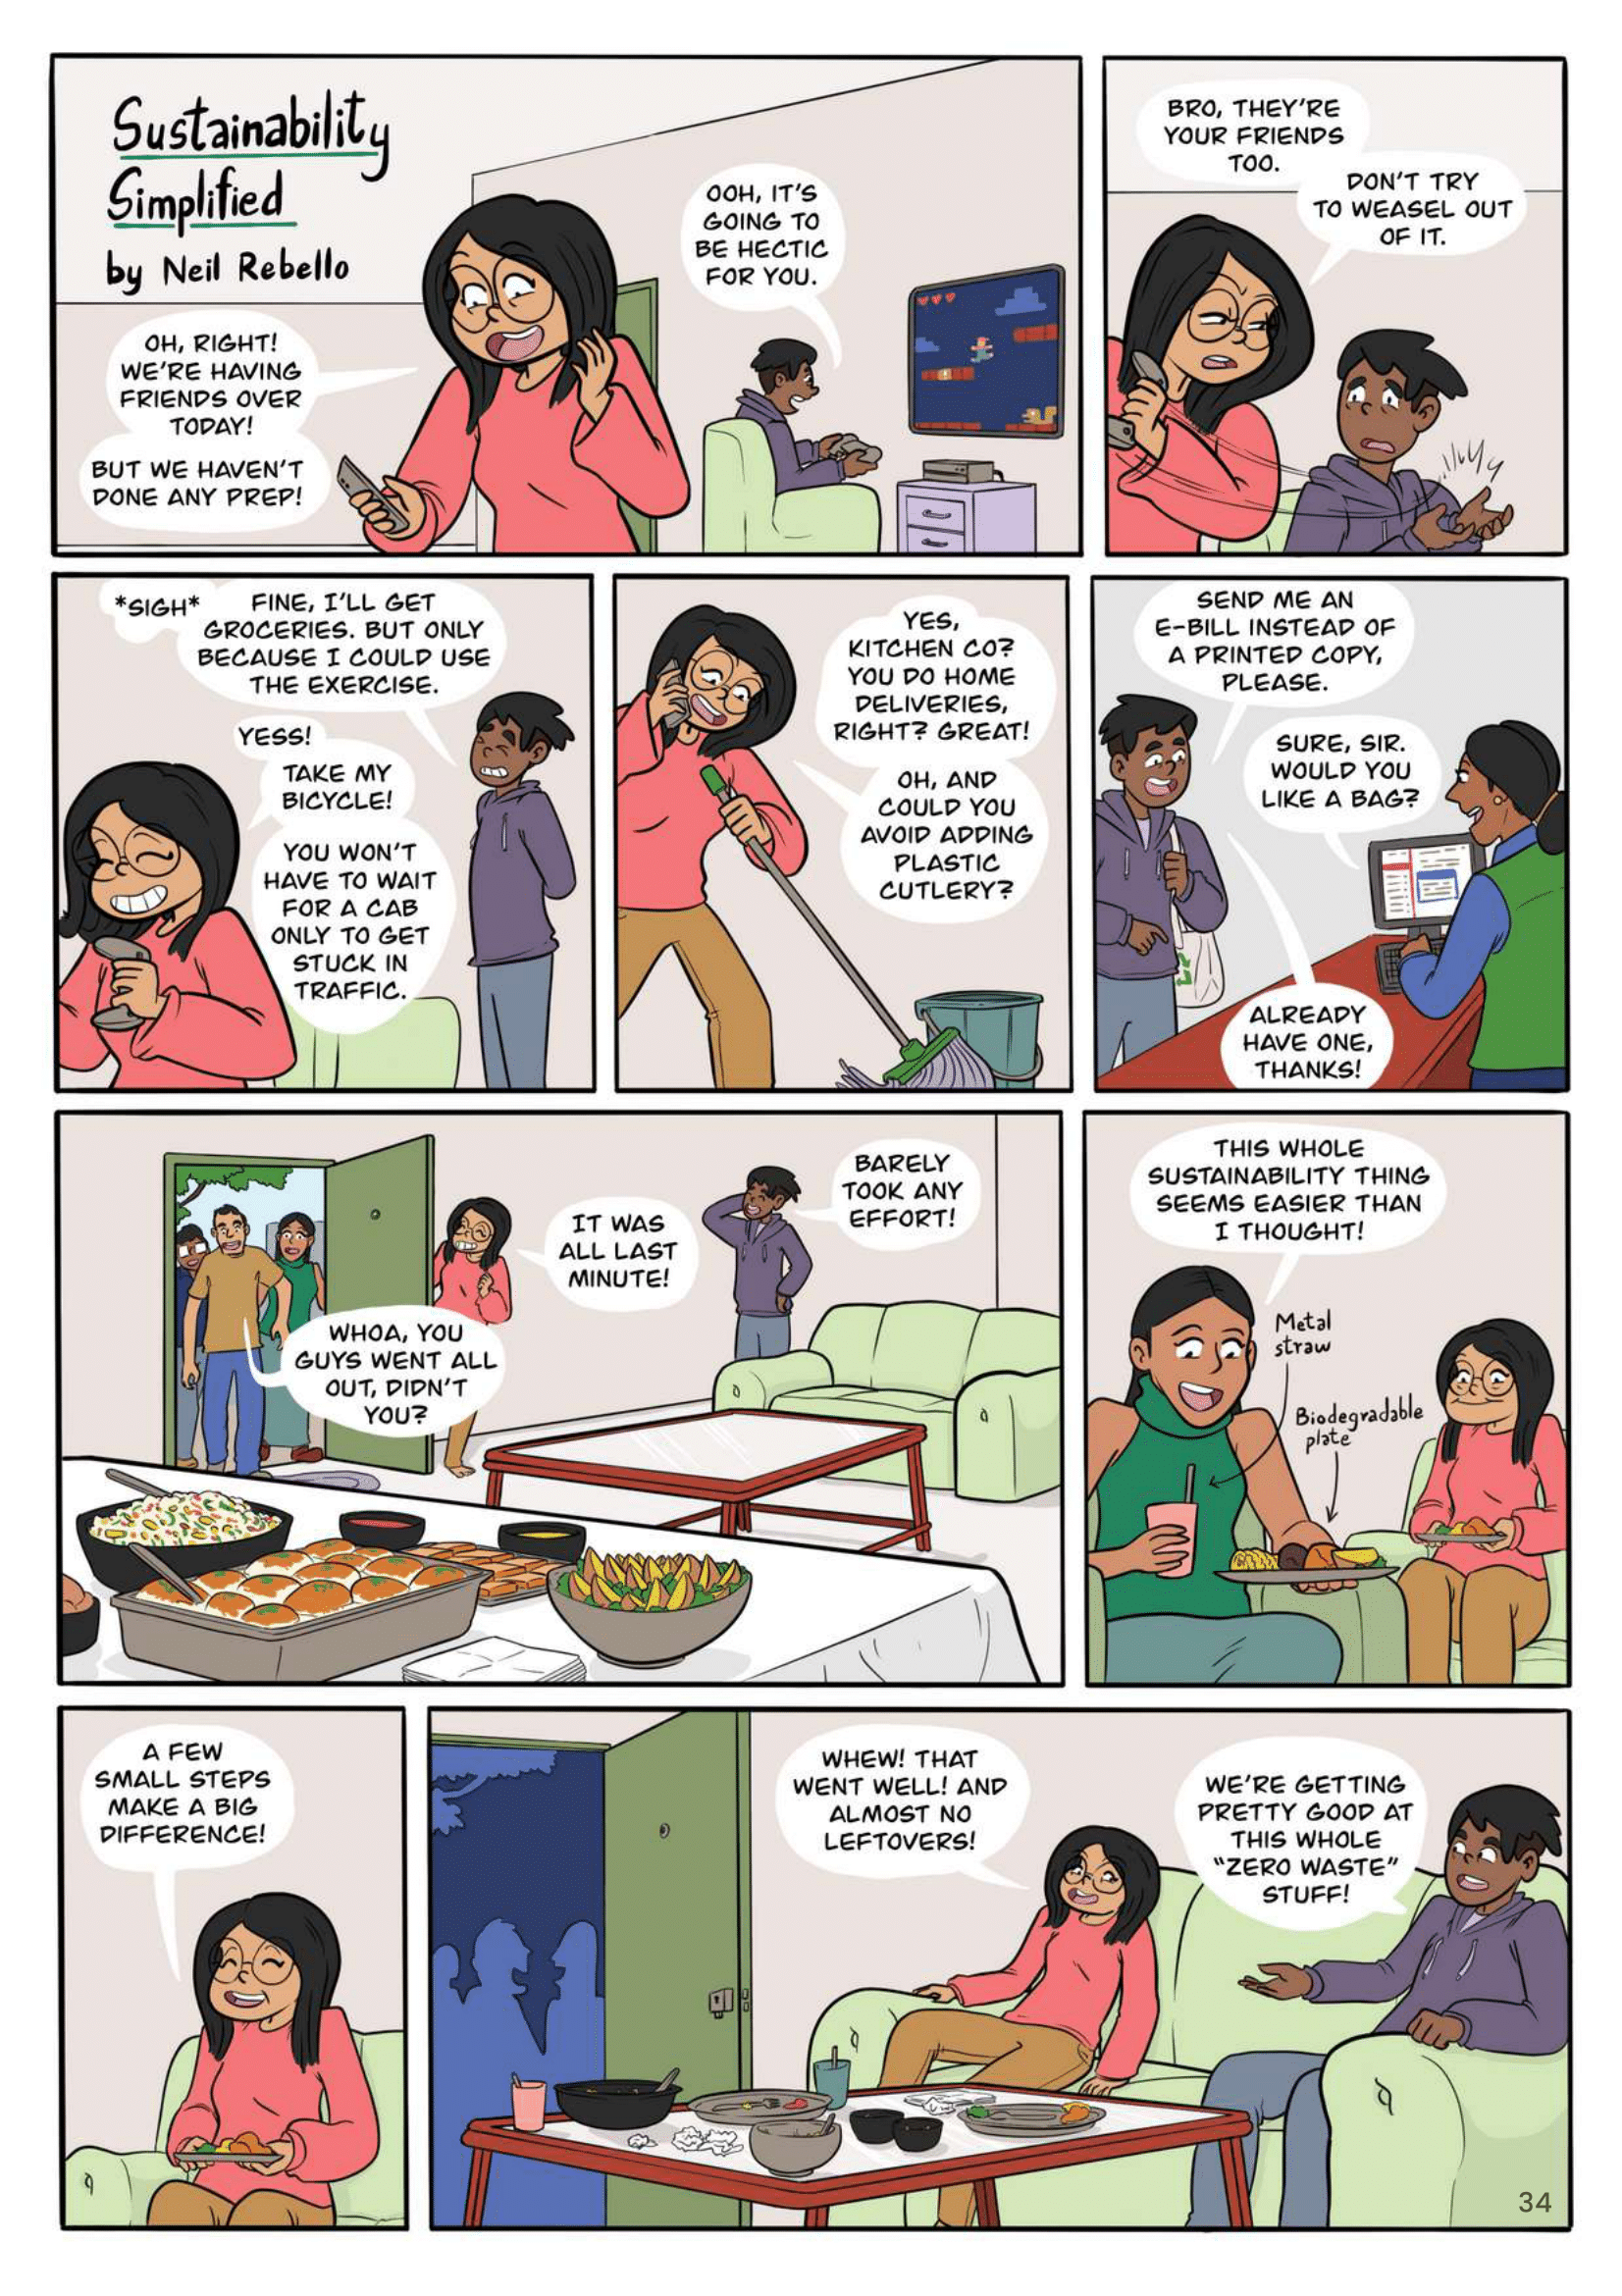 Sustainability
Simplified
by Neil Rebello
OH, RIGHT!
WE'RE HAVING
FRIENDS OVER
TODAY!
BUT WE HAVEN'T
DONE ANY PREP!
OOH, IT'S
GOING TO
BE HECTIC
FOR YOU.
BRO, THEY'RE
YOUR FRIENDS
TOO.
DON'T TRY
TO WEASEL OUT
OF IT.
*SIGH*
FINE, I'LL GET
GROCERIES. BUT ONLY
BECAUSE I COULD USE
THE EXERCISE.
YESS!
TAKE MY
BICYCLE!
YOU WON'T
HAVE TO WAIT
FOR A CAB
ONLY TO GET
STUCK IN
TRAFFIC.
YES,
KITCHEN CO?
YOU DO HOME
DELIVERIES,
RIGHT? GREAT!
OH, AND
COULD YOU
AVOID ADDING
PLASTIC
CUTLERY?
SEND ME AN
E-BILL INSTEAD OF
A PRINTED COPY,
PLEASE.
SURE, SIR.
WOULD YOU
LIKE A BAG?
ALREADY
HAVE ONE,
THANKS!
WHOA, YOU
GUYS WENT ALL
OUT, DIDN'T
YOU?
IT WAS
ALL LAST
MINUTE!
BARELY
TOOK ANY
EFFORT!
THIS WHOLE
SUSTAINABILITY THING
SEEMS EASIER THAN
I THOUGHT!
Metal
straw
Biodegradable
plate
A FEW
SMALL STEPS
MAKE A BIG
DIFFERENCE!
WHEW! THAT
WENT WELL! AND
ALMOST NO
LEFTOVERS!
WE'RE GETTING
PRETTY GOOD AT
THIS WHOLE
"ZERO WASTE"
STUFF!
34